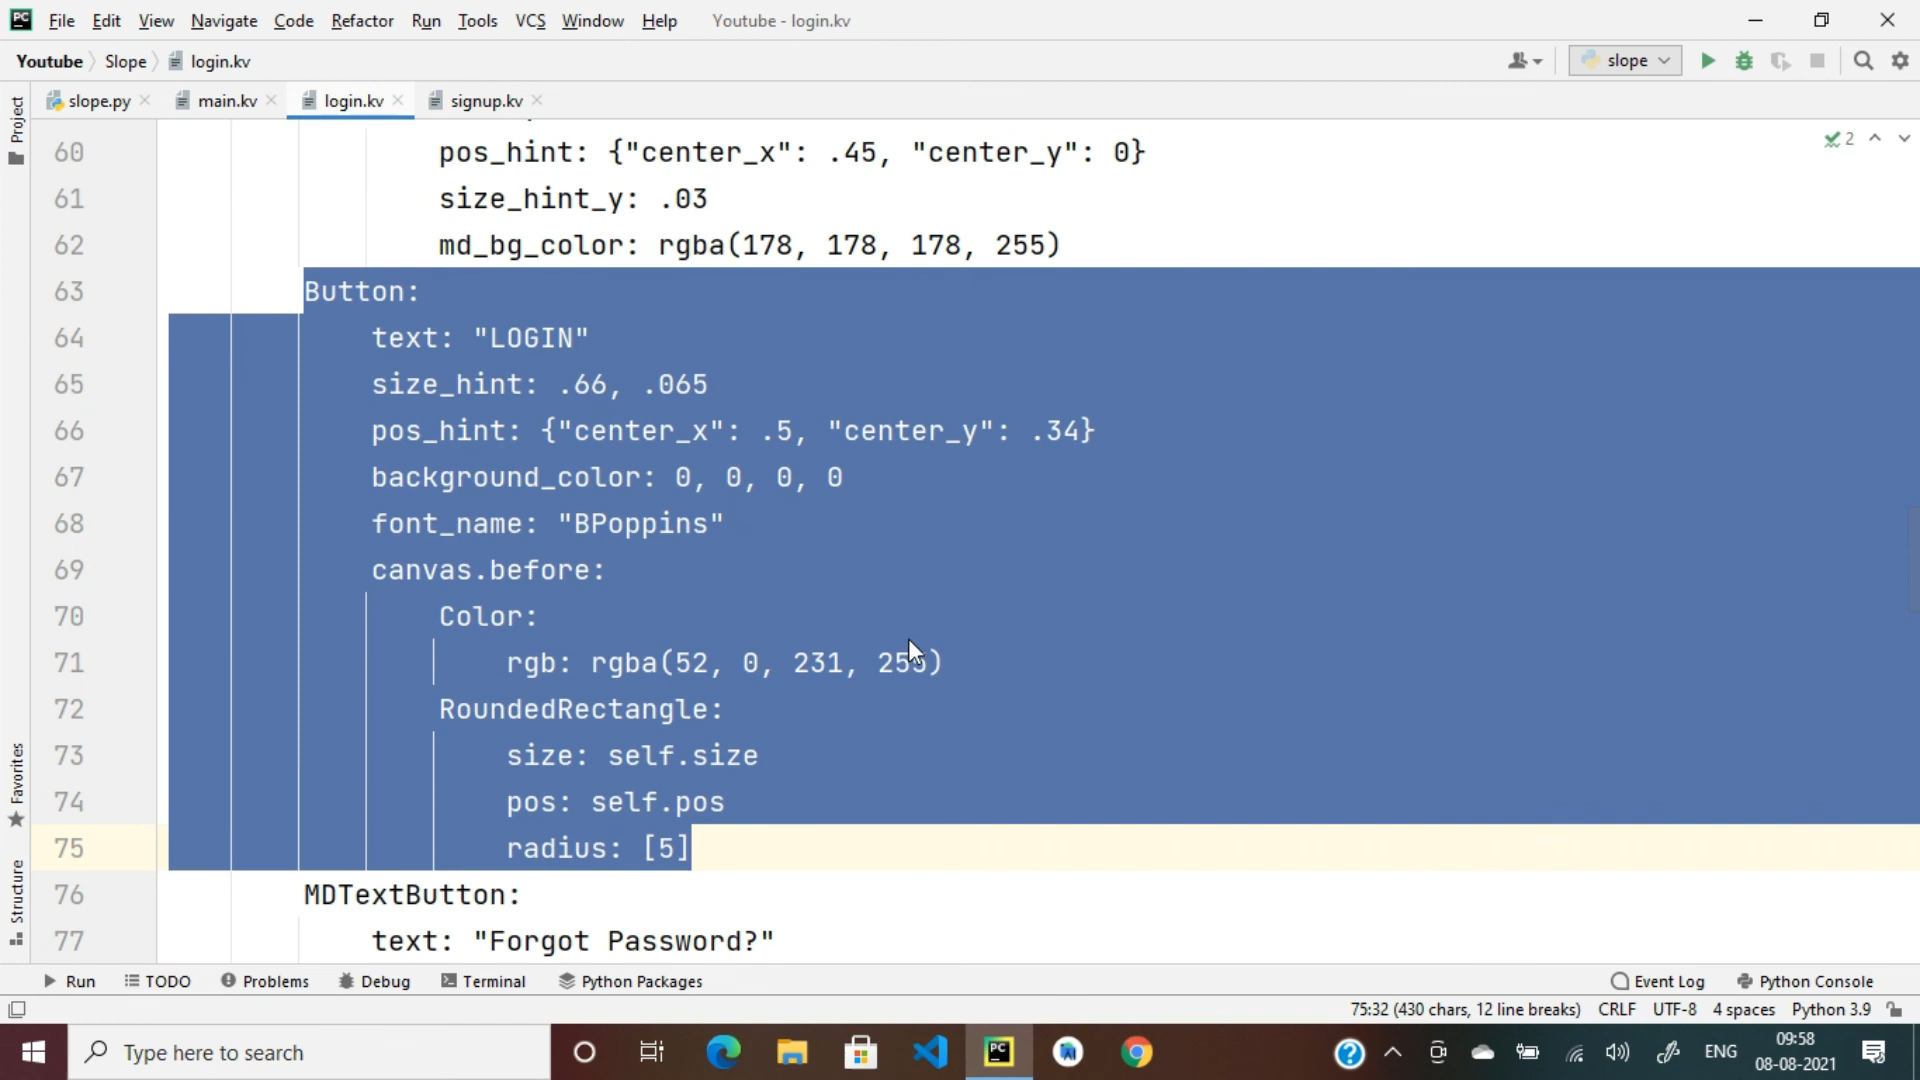 PC File Edit View Navigate Code Refactor Run Tools VCS Window Help Youtube - login.kv
Youtube Slope login.kv slope
slope.py main.kv login.kv signup.kv
Project
2
60 pos_hint: {"center_x": .45, "center_y": 0}
61 size_hint_y: .03
62 md_bg_color: rgba(178, 178, 178, 255)
63 Button:
64 text: "LOGIN"
65 size_hint: .66, .065
66 pos_hint: {"center_x": .5, "center_y": .34}
67 background_color: 0, 0, 0, 0
68 font_name: "BPoppins"
69 canvas.before:
70 Color:
71 rgb: rgba(52, 0, 231, 255)
72 RoundedRectangle:
73 size: self.size
74 pos: self.pos
75 radius: [5]
76 MDTextButton:
77 text: "Forgot Password?"
Favorites
Structure
Run TODO Problems Debug Terminal Python Packages Event Log Python Console
75:32 (430 chars, 12 line breaks) CRLF UTF-8 4 spaces Python 3.9
Type here to search PC ENG 09:58
08-08-2021